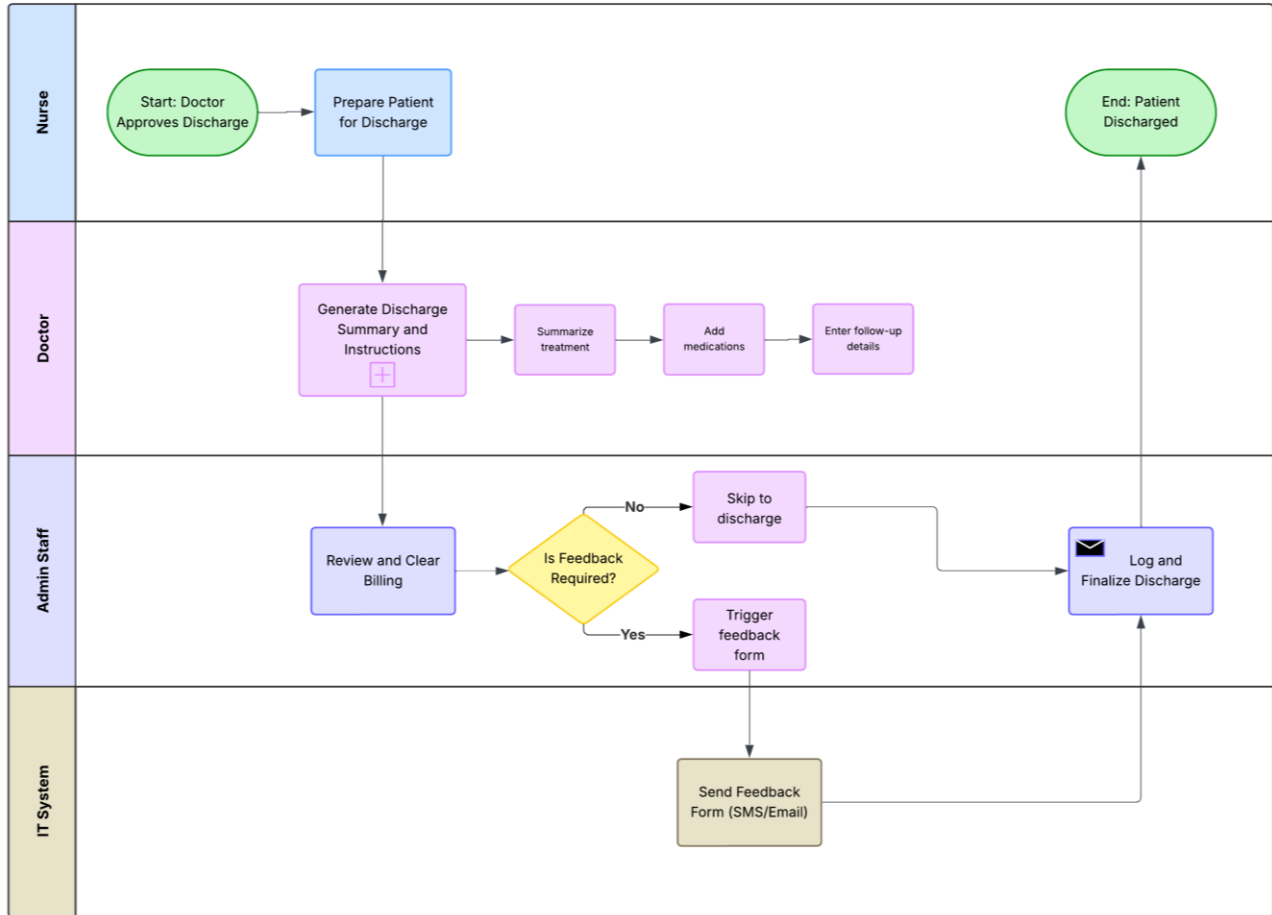 Nurse
Start: Doctor
Approves Discharge
Prepare Patient
for Discharge
End: Patient
Discharged
Doctor
Generate Discharge
Summary and
Instructions
Summarize
treatment
Add
medications
Enter follow-up
details
Admin Staff
Review and Clear
Billing
Is Feedback
Required?
No
Skip to
discharge
Yes
Trigger
feedback
form
Log and
Finalize Discharge
IT System
Send Feedback
Form (SMS/Email)